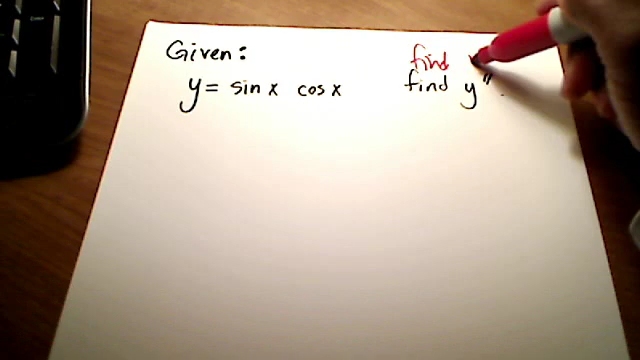 Given:
find
y = sin x cos x
find y".